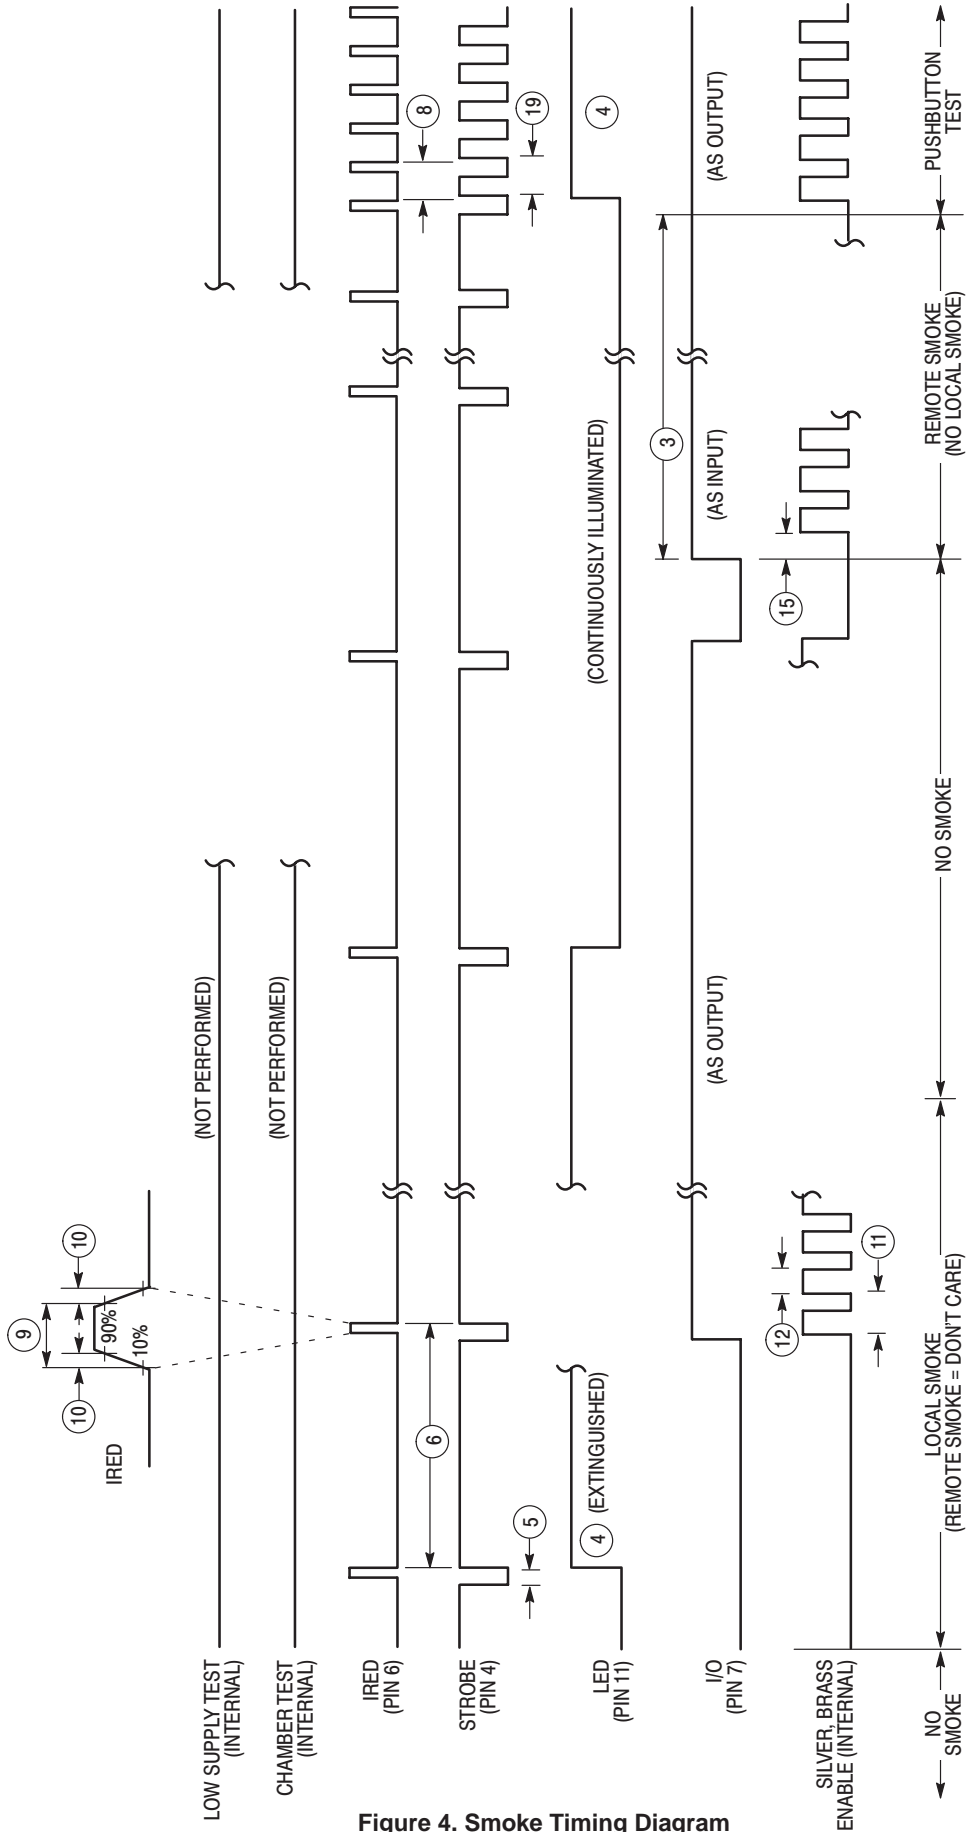 IRED
10
9
10
90%
10%
LOW SUPPLY TEST
(INTERNAL)
(NOT PERFORMED)
CHAMBER TEST
(INTERNAL)
(NOT PERFORMED)
IRED
(PIN 6)
6
8
STROBE
(PIN 4)
5
19
LED
(PIN 11)
4
(EXTINGUISHED)
(CONTINUOUSLY ILLUMINATED)
4
I/O
(PIN 7)
(AS OUTPUT)
3
(AS INPUT)
(AS OUTPUT)
SILVER, BRASS
ENABLE (INTERNAL)
12
11
15
NO
SMOKE
LOCAL SMOKE
(REMOTE SMOKE = DON'T CARE)
NO SMOKE
REMOTE SMOKE
(NO LOCAL SMOKE)
PUSHBUTTON
TEST
Figure 4. Smoke Timing Diagram